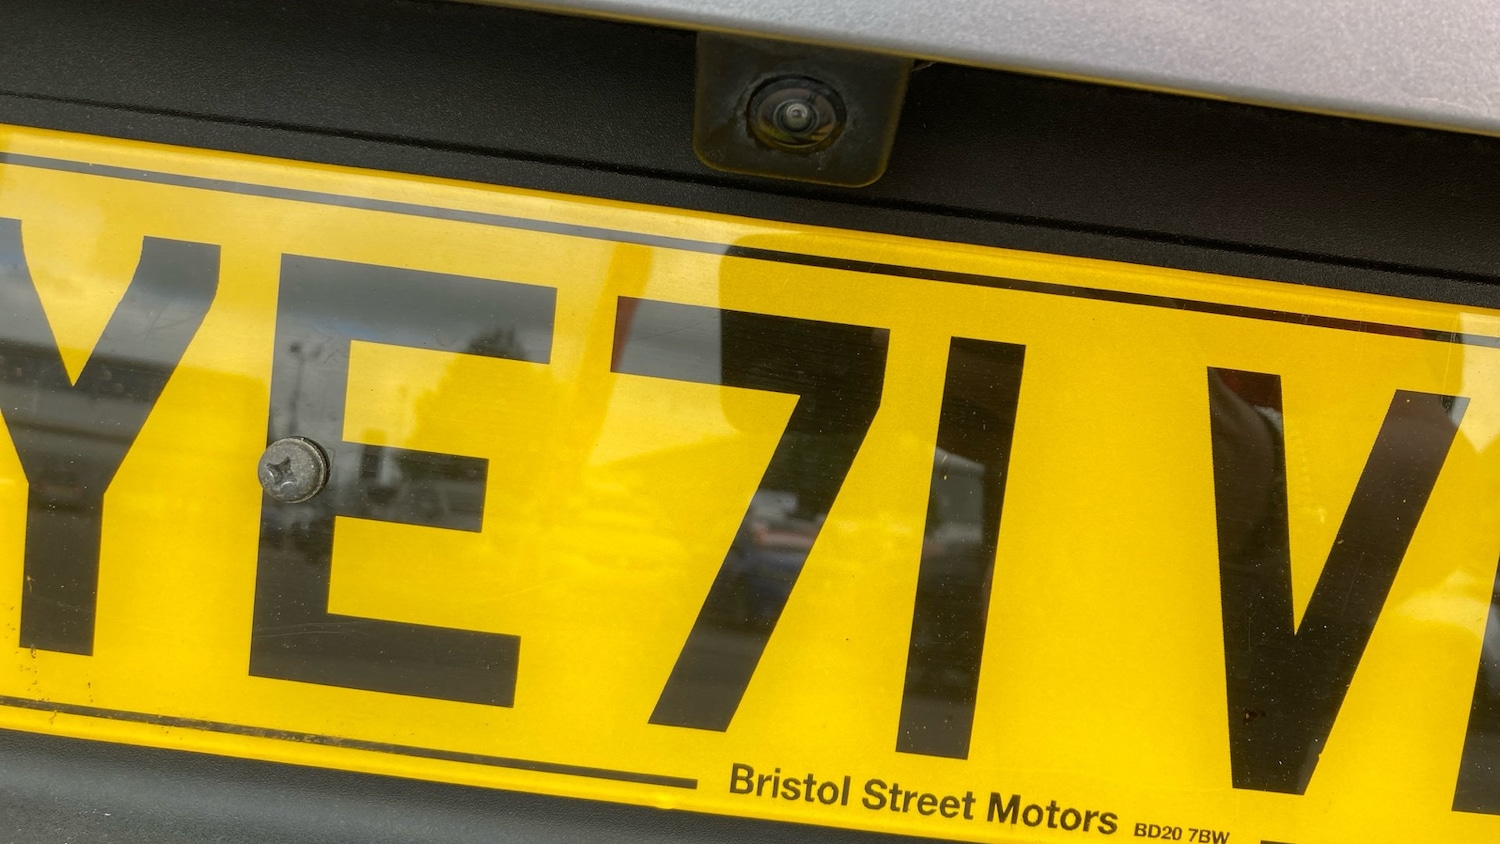 YE71 V
Bristol Street Motors BD20 7BW